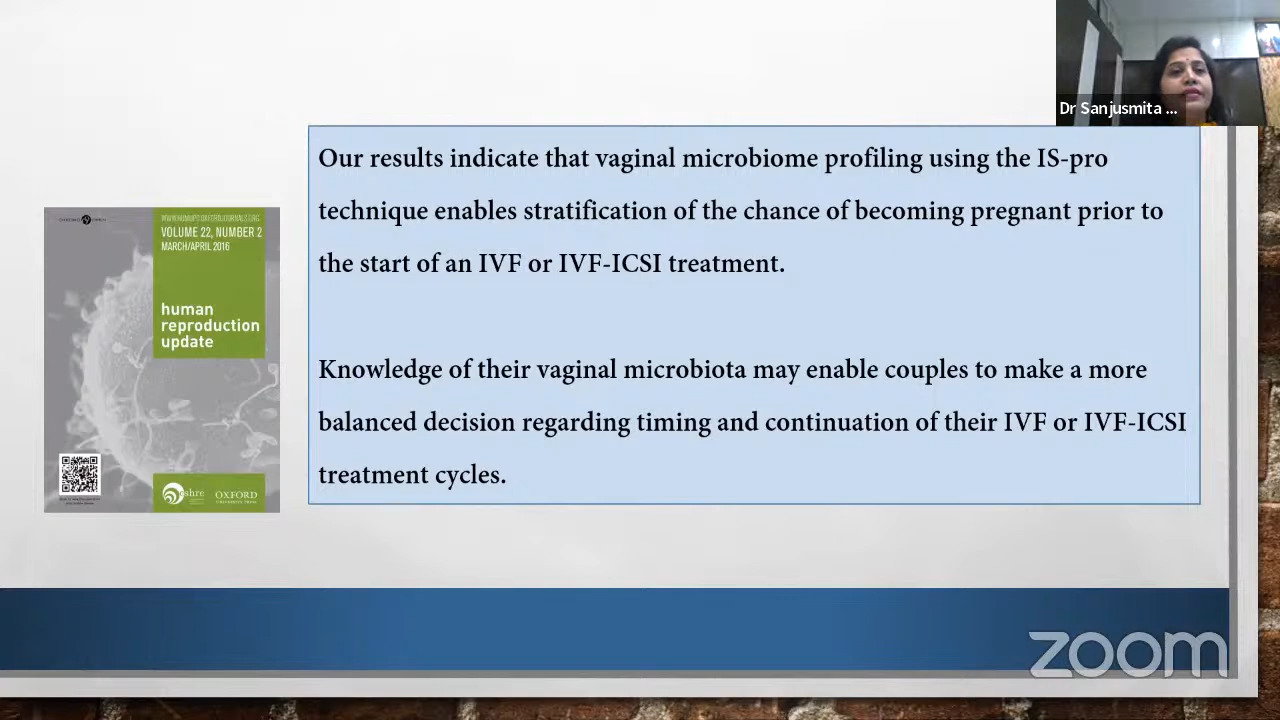 Dr Sanjusmita ...
Our results indicate that vaginal microbiome profiling using the IS-pro
technique enables stratification of the chance of becoming pregnant prior to
the start of an IVF or IVF-ICSI treatment.
Knowledge of their vaginal microbiota may enable couples to make a more
balanced decision regarding timing and continuation of their IVF or IVF-ICSI
treatment cycles.
VOLUME 22, NUMBER 2
MARCH/APRIL 2016
human
reproduction
update
eshre
OXFORD
UNIVERSITY PRESS
zoom